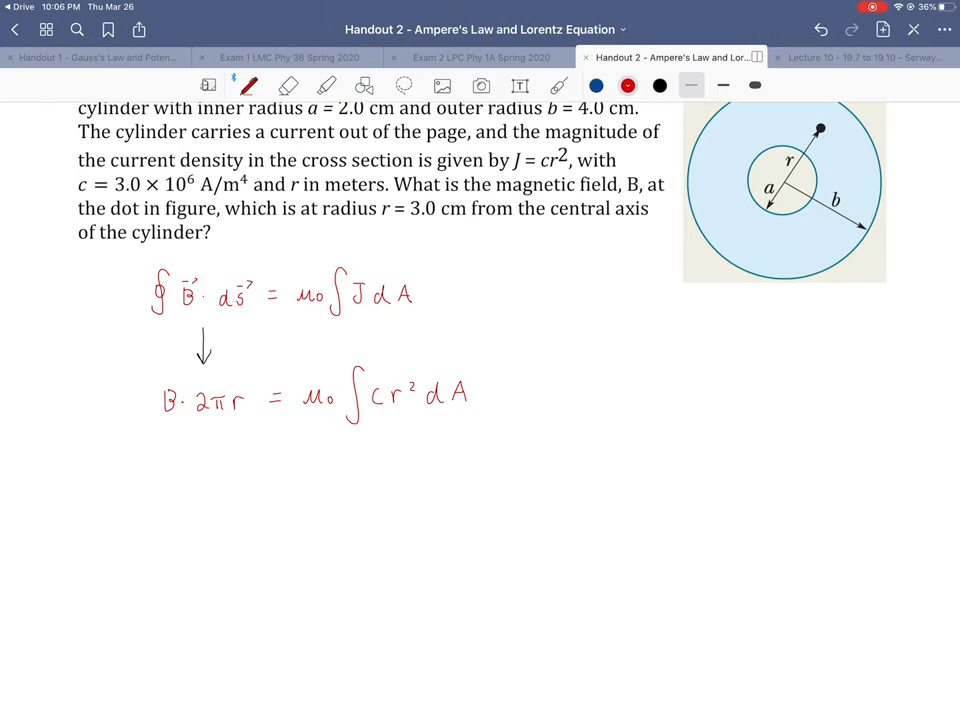 Drive 10:06 PM Thu Mar 26 36%
Handout 2 - Ampere's Law and Lorentz Equation
Handout 1 - Gauss's Law and Poten... Exam 1 LMC Phy 36 Spring 2020 Exam 2 LPC Phy 1A Spring 2020 Handout 2 - Ampere's Law and Lor... Lecture 10 - 19.7 to 19.10 – Serway...
cylinder with inner radius a = 2.0 cm and outer radius b = 4.0 cm.
The cylinder carries a current out of the page, and the magnitude of
the current density in the cross section is given by J = cr², with
c = 3.0 × 10⁶ A/m⁴ and r in meters. What is the magnetic field, B, at
the dot in figure, which is at radius r = 3.0 cm from the central axis
of the cylinder?
r
a
b
∮ B⃗ · ds⃗ = μ₀ ∫ J dA
B · 2πr = μ₀ ∫ Cr² dA